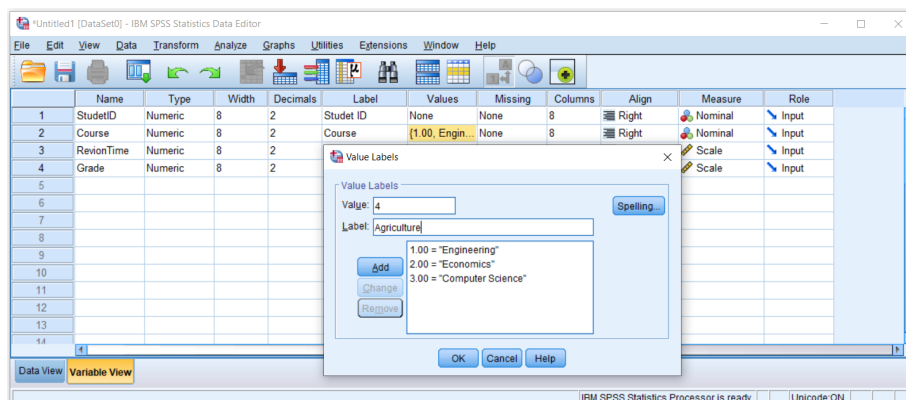 *Untitled1 [DataSet0] - IBM SPSS Statistics Data Editor
File Edit View Data Transform Analyze Graphs Utilities Extensions Window Help
Name Type Width Decimals Label Values Missing Columns Align Measure Role
1 StudetID Numeric 8 2 Studet ID None None 8 Right Nominal Input
2 Course Numeric 8 2 Course {1.00, Engin... None 8 Right Nominal Input
3 RevionTime Numeric 8 2 Scale Input
4 Grade Numeric 8 2 Scale Input
5
6
7
8
9
10
11
12
13
14
Value Labels
Value Labels
Value: 4
Spelling...
Label: Agriculture
1.00 = "Engineering"
2.00 = "Economics"
3.00 = "Computer Science"
Add
Change
Remove
OK Cancel Help
Data View Variable View
IBM SPSS Statistics Processor is ready Unicode:ON